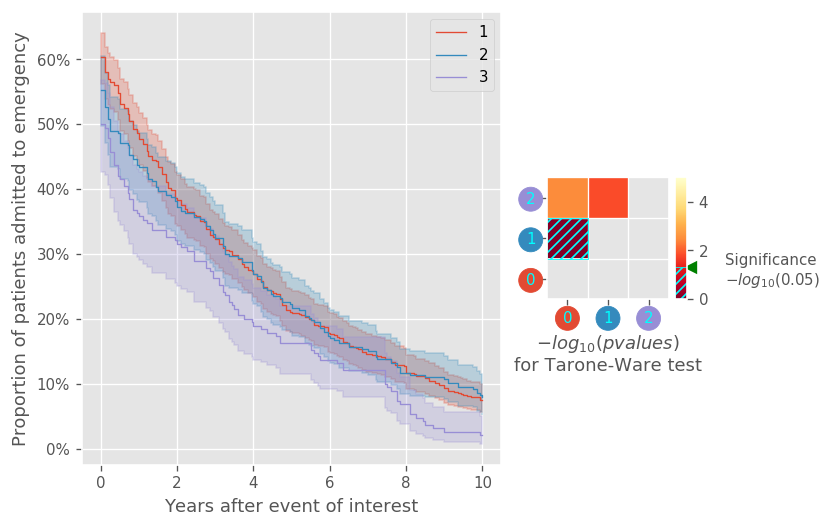 Proportion of patients admitted to emergency
60%
50%
40%
30%
20%
10%
0%
0 2 4 6 8 10
Years after event of interest
1
2
3
2
1
0
0 1 2
−log10(pvalues)
for Tarone-Ware test
4
2
0
Significance
−log10(0.05)